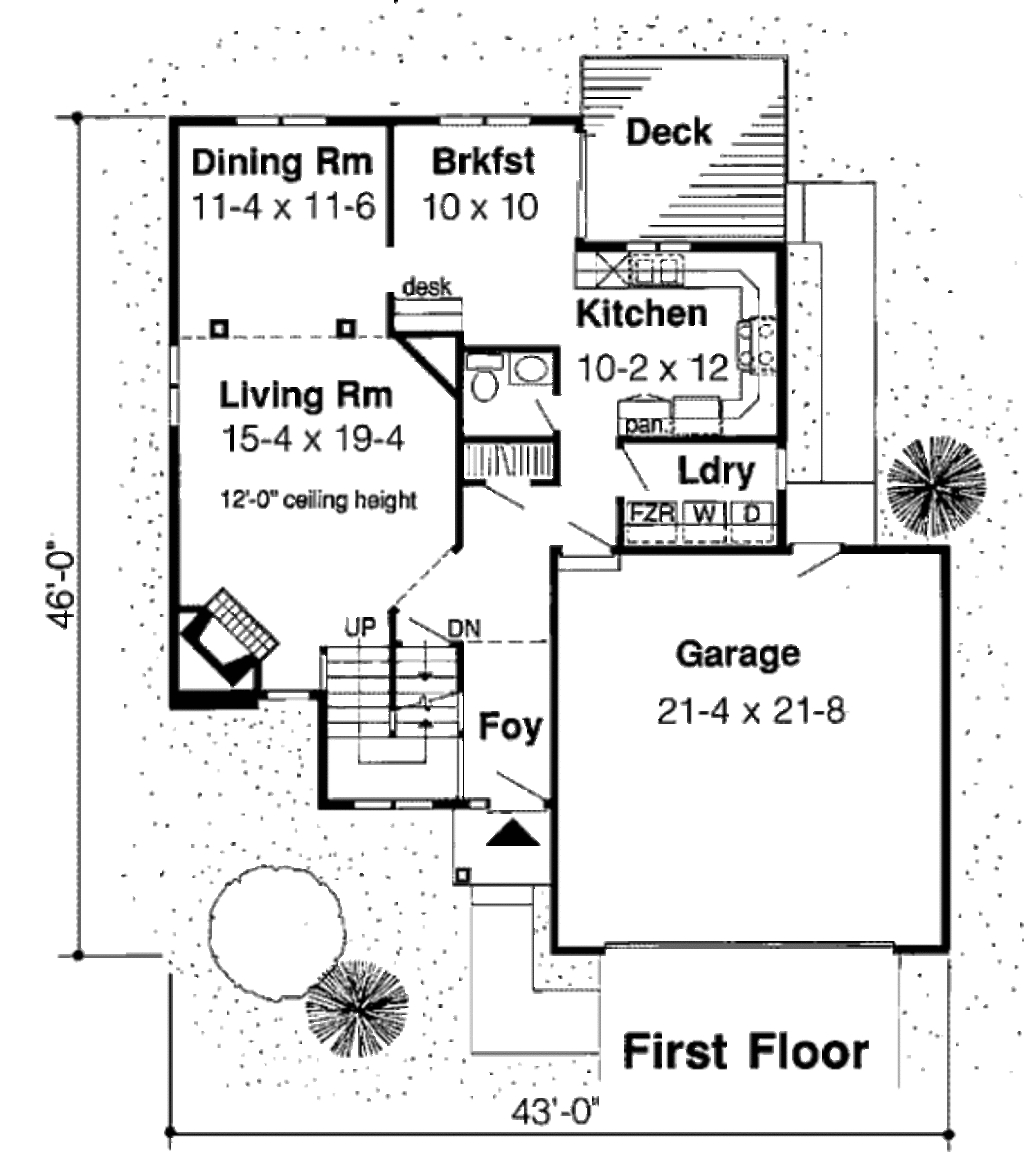 Deck
Dining Rm
11-4 x 11-6
Brkfst
10 x 10
desk
Kitchen
10-2 x 12
pan.
Living Rm
15-4 x 19-4
12'-0" ceiling height
Ldry
FZR W D
46'-0"
UP
DN
Foy
Garage
21-4 x 21-8
First Floor
43'-0"